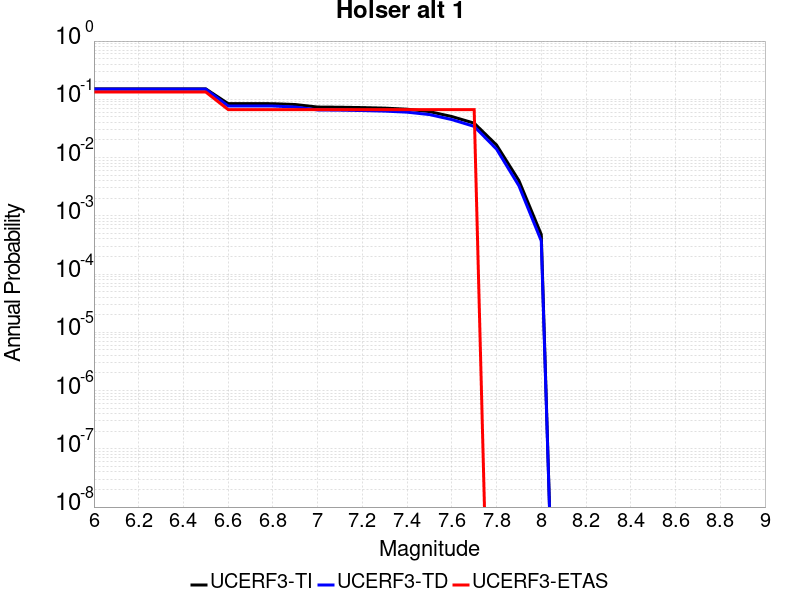 Holser alt 1
10^0
10^-1
10^-2
10^-3
10^-4
10^-5
10^-6
10^-7
10^-8
Annual Probability
6 6.2 6.4 6.6 6.8 7 7.2 7.4 7.6 7.8 8 8.2 8.4 8.6 8.8 9
Magnitude
UCERF3-TI UCERF3-TD UCERF3-ETAS